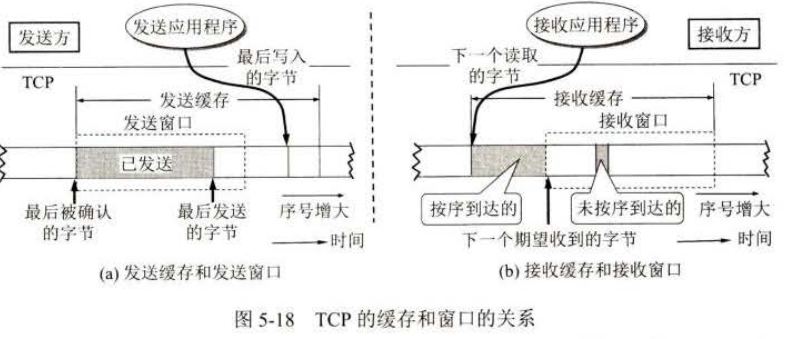 发送方
发送应用程序
最后写入
的字节
TCP
发送缓存
发送窗口
已发送
最后被确认
的字节
最后发送
的字节
序号增大
时间
(a) 发送缓存和发送窗口
接收应用程序
接收方
下一个读取
的字节
TCP
接收缓存
接收窗口
按序到达的
未按序到达的
序号增大
下一个期望收到的字节
时间
(b) 接收缓存和接收窗口
图 5-18 TCP 的缓存和窗口的关系